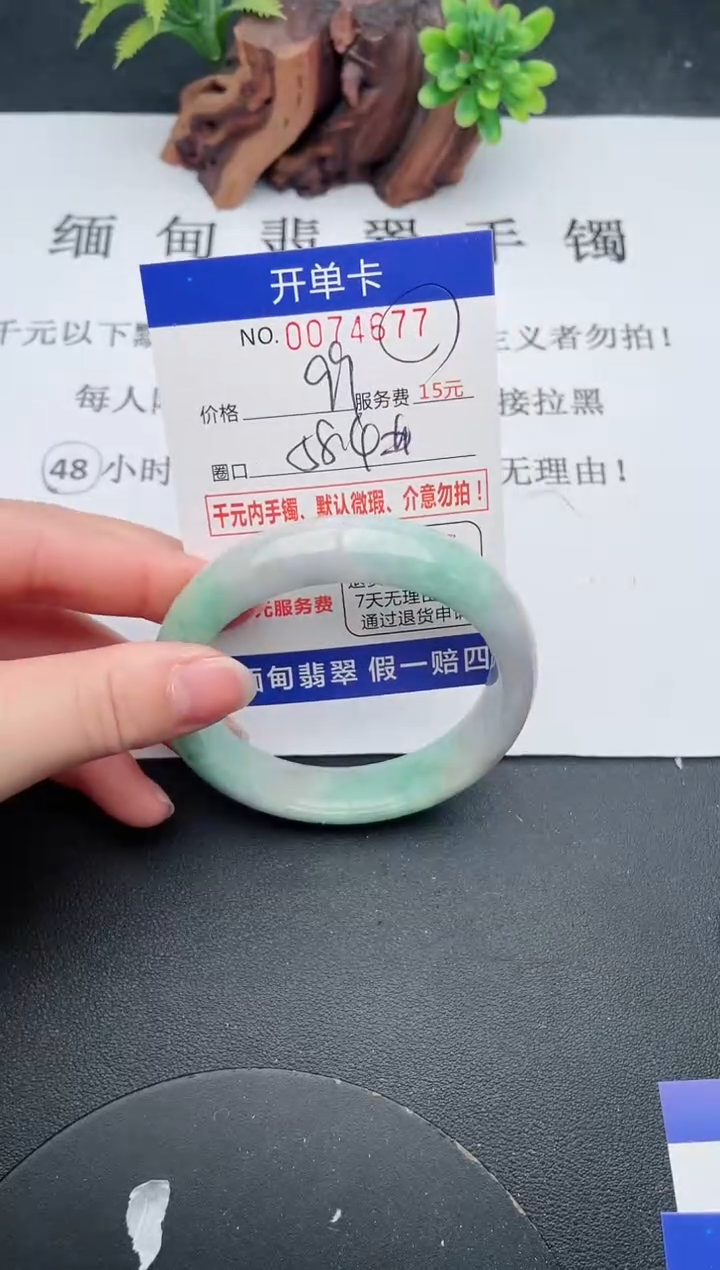 缅甸翡翠手镯
千元以下默
主义者勿拍！
每人
接拉黑
48小时
无理由！
开单卡
NO.0074677
价格 99 服务费 15元
圈口 58.4
千元内手镯、默认微瑕、介意勿拍！
元服务费
7天无理由
通过退货申请
缅甸翡翠 假一赔四